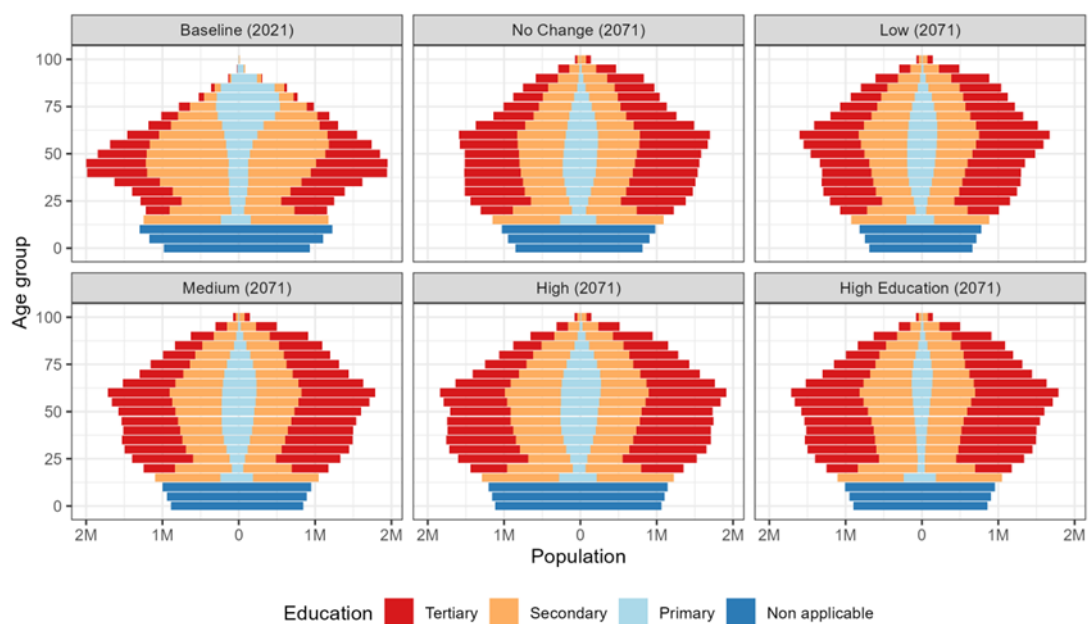 Baseline (2021)
No Change (2071)
Low (2071)
100
75
50
25
0
Medium (2071)
High (2071)
High Education (2071)
100
75
50
25
0
Age group
2M 1M 0 1M 2M
2M 1M 0 1M 2M
2M 1M 0 1M 2M
Population
Education Tertiary Secondary Primary Non applicable